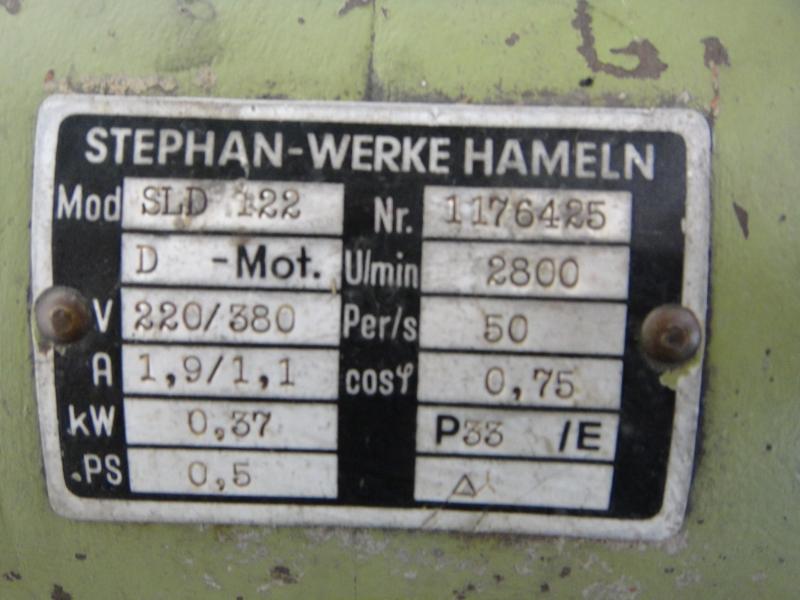 STEPHAN-WERKE HAMELN
Mod SLD 122 Nr. 1176425
D -Mot. U/min 2800
V 220/380 Per/s 50
A 1,9/1,1 cosφ 0,75
kW 0,37 P33 /E
PS 0,5 △⅄